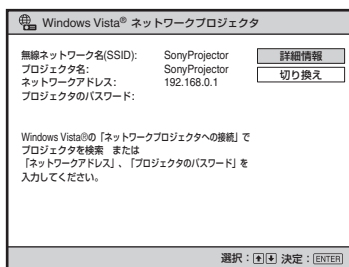 Windows Vista® ネットワークプロジェクタ
無線ネットワーク名(SSID): SonyProjector
プロジェクタ名: SonyProjector
ネットワークアドレス: 192.168.0.1
プロジェクタのパスワード:
詳細情報
切り換え
Windows Vista®の「ネットワークプロジェクタへの接続」で
プロジェクタを検索 または
「ネットワークアドレス」、「プロジェクタのパスワード」を
入力してください。
選択：↑↓ 決定：ENTER